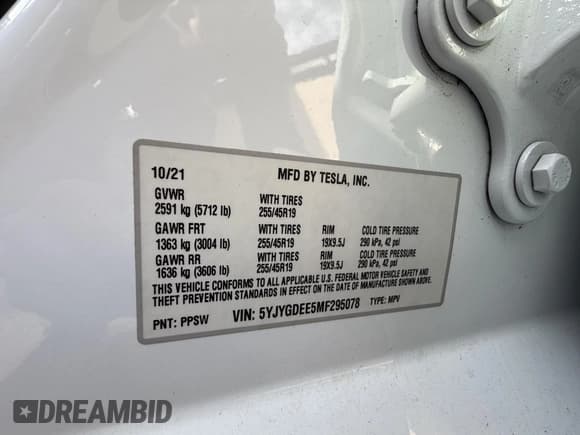 10/21 MFD BY TESLA, INC.
GVWR WITH TIRES
2591 kg (5712 lb) 255/45R19
GAWR FRT WITH TIRES RIM COLD TIRE PRESSURE
1363 kg (3004 lb) 255/45R19 19X9.5J 290 kPa, 42 psi
GAWR RR WITH TIRES RIM COLD TIRE PRESSURE
1636 kg (3606 lb) 255/45R19 19X9.5J 290 kPa, 42 psi
THIS VEHICLE CONFORMS TO ALL APPLICABLE U.S. FEDERAL MOTOR VEHICLE SAFETY AND
THEFT PREVENTION STANDARDS IN EFFECT ON THE DATE OF MANUFACTURE SHOWN ABOVE.
PNT: PPSW VIN: 5YJYGDEE5MF295078 TYPE: MPV
DREAMBID